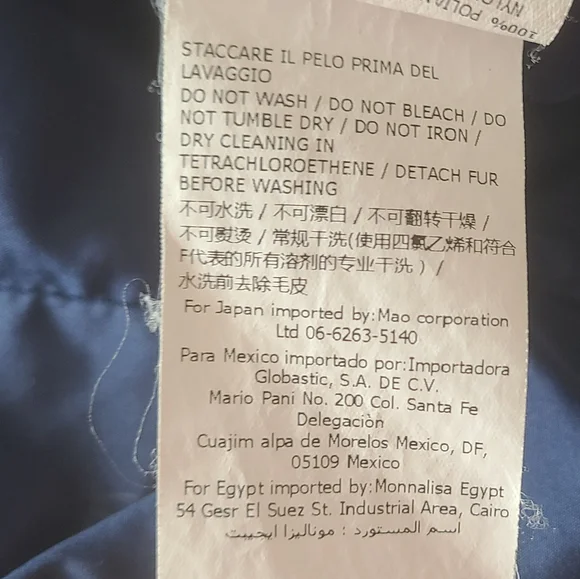 100% POLIA
NYLO
STACCARE IL PELO PRIMA DEL
LAVAGGIO
DO NOT WASH / DO NOT BLEACH / DO
NOT TUMBLE DRY / DO NOT IRON /
DRY CLEANING IN
TETRACHLOROETHENE / DETACH FUR
BEFORE WASHING
不可水洗 / 不可漂白 / 不可翻转干燥 /
不可熨烫 / 常规干洗(使用四氯乙烯和符合
F代表的所有溶剂的专业干洗 ) /
水洗前去除毛皮
For Japan imported by:Mao corporation
Ltd 06-6263-5140
Para Mexico importado por:Importadora
Globastic, S.A. DE C.V.
Mario Pani No. 200 Col. Santa Fe
Delegaciòn
Cuajim alpa de Morelos Mexico, DF,
05109 Mexico
For Egypt imported by:Monnalisa Egypt
54 Gesr El Suez St. Industrial Area, Cairo
اسم المستورد : موناليزا ايجيبت